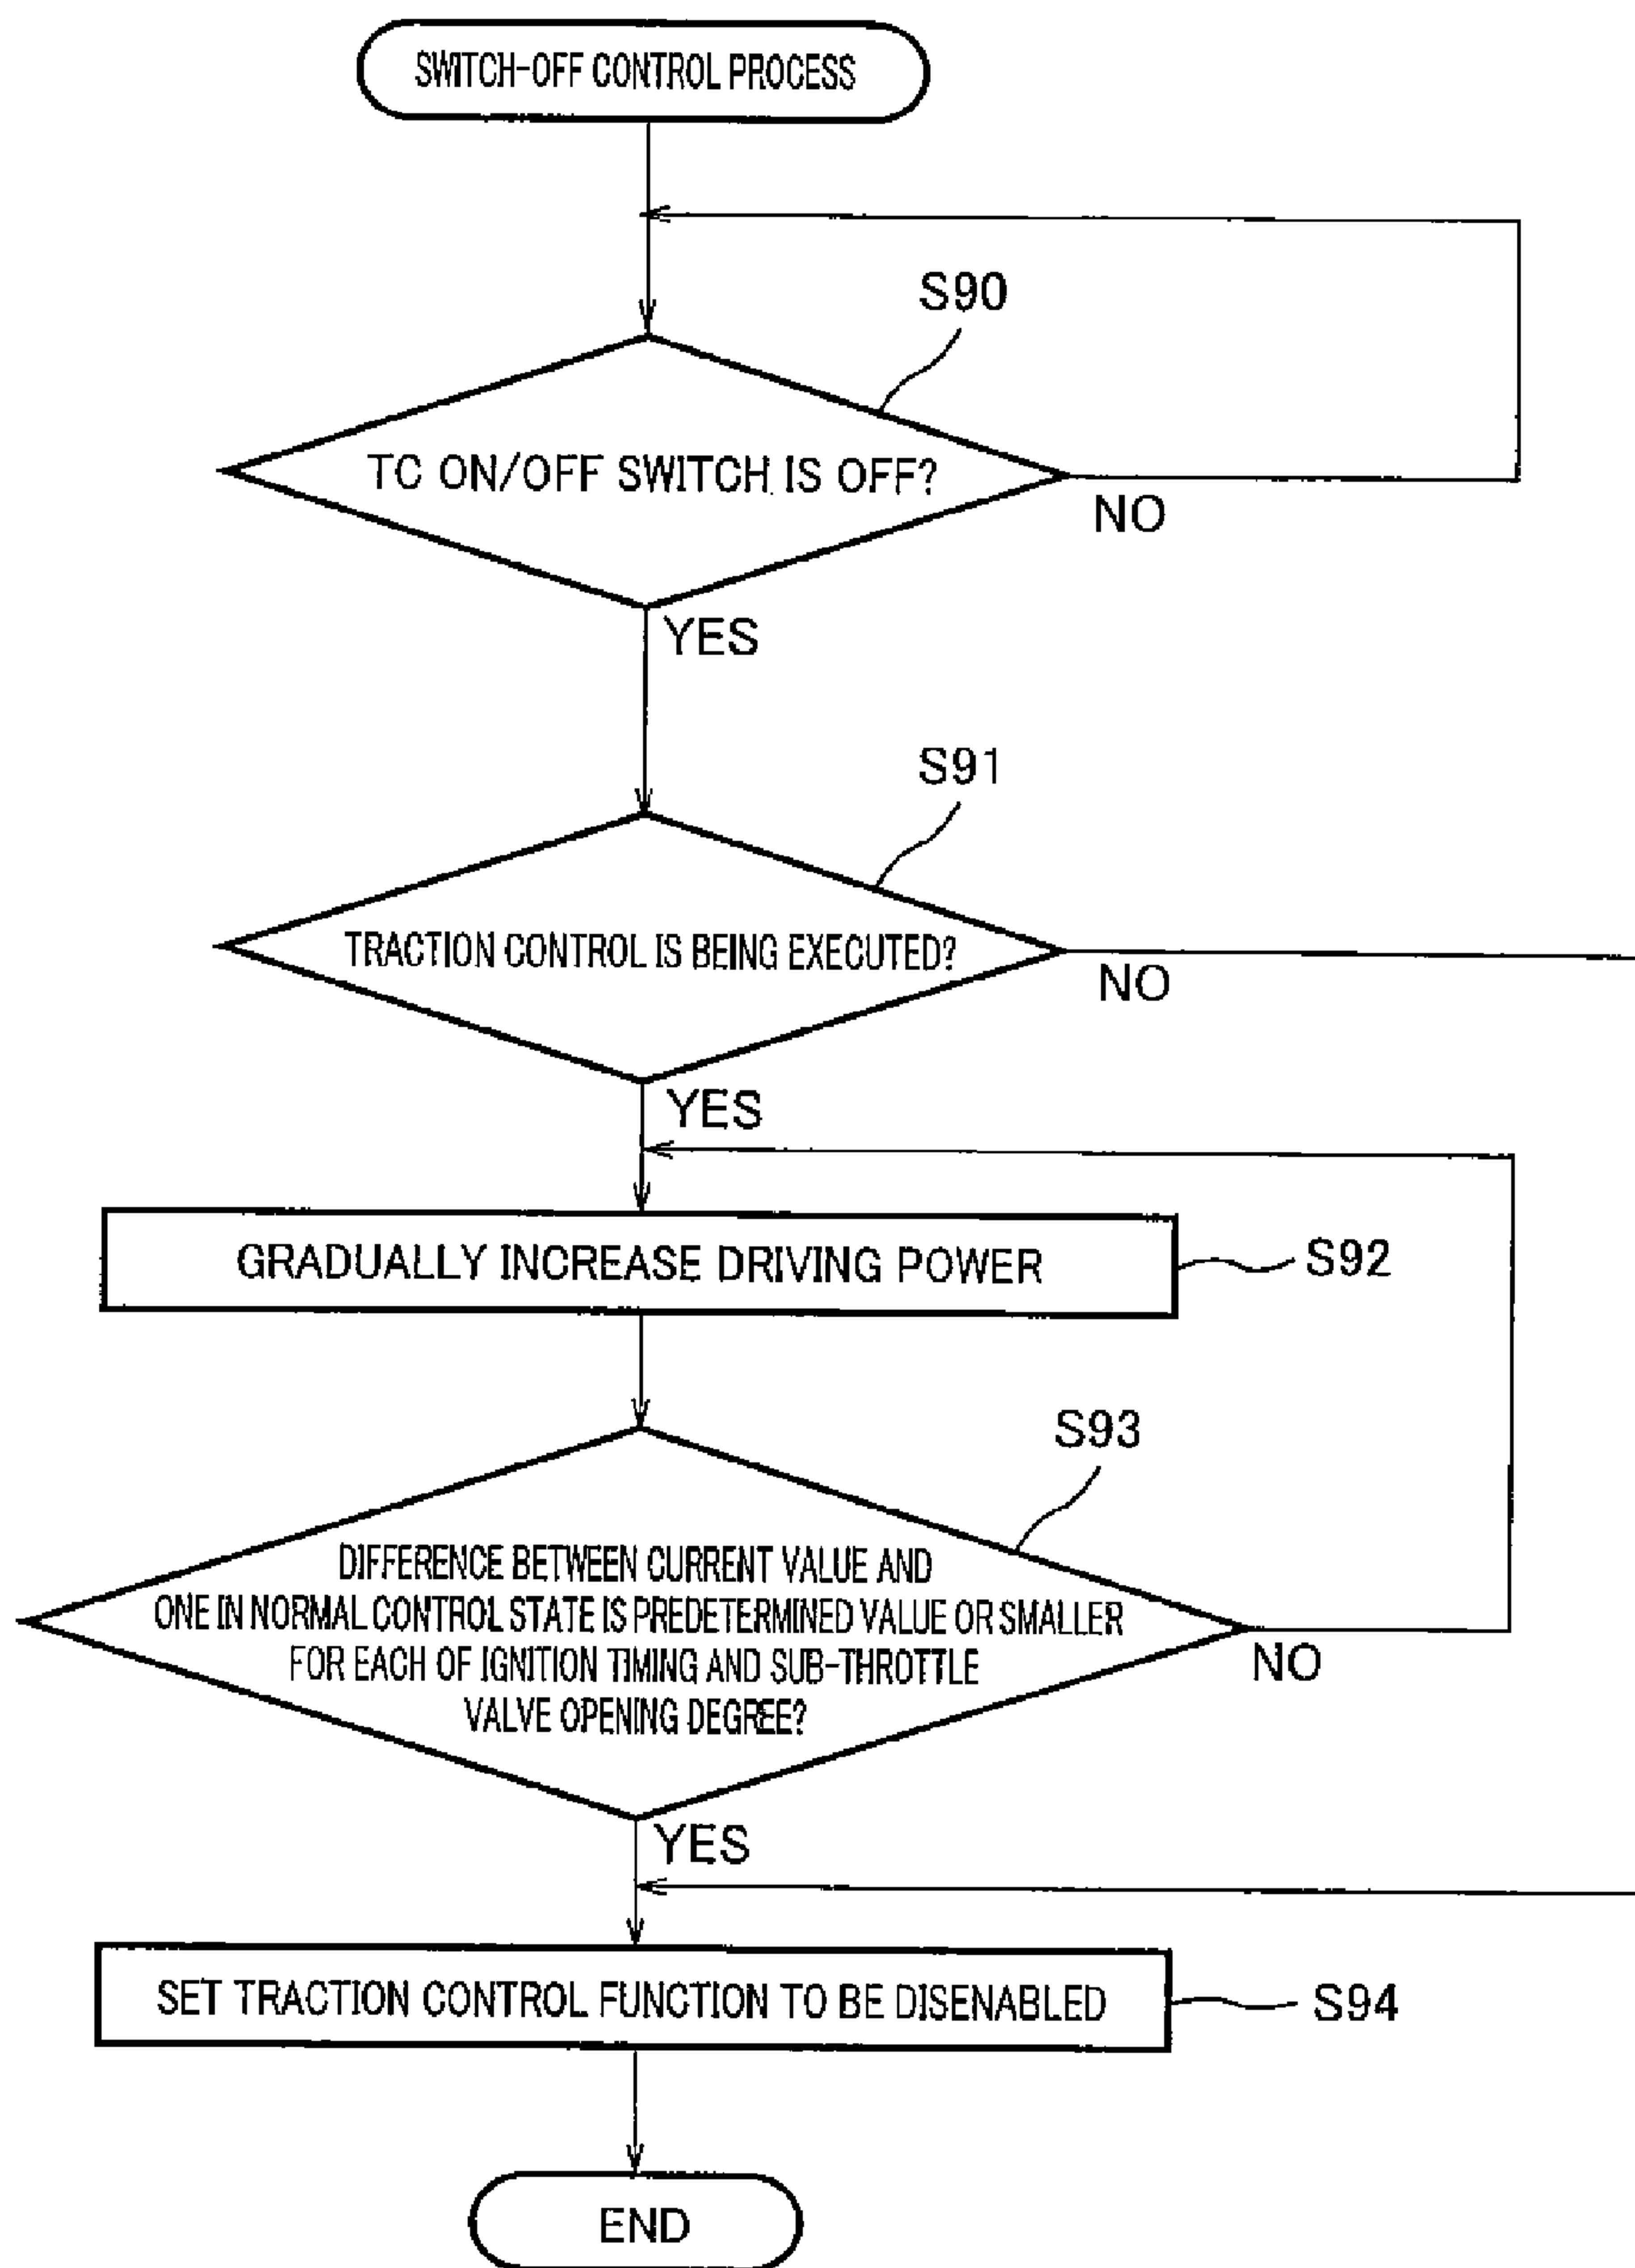 SWITCH-OFF CONTROL PROCESS
S90
TC ON/OFF SWITCH IS OFF?
NO
YES
S91
TRACTION CONTROL IS BEING EXECUTED?
NO
YES
GRADUALLY INCREASE DRIVING POWER
S92
S93
DIFFERENCE BETWEEN CURRENT VALUE AND
ONE IN NORMAL CONTROL STATE IS PREDETERMINED VALUE OR SMALLER
FOR EACH OF IGNITION TIMING AND SUB-THROTTLE
VALVE OPENING DEGREE?
NO
YES
SET TRACTION CONTROL FUNCTION TO BE DISENABLED
S94
END